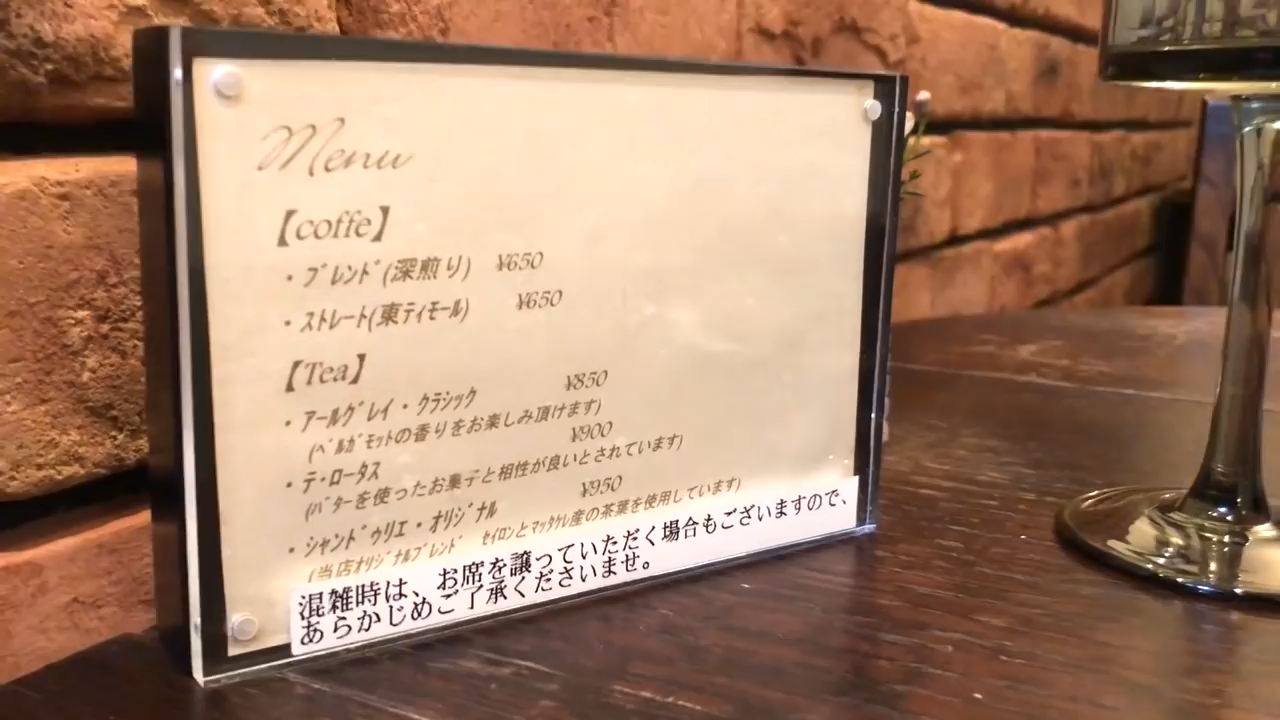 Menu
【coffe】
・ブレンド(深煎り) ¥650
・ストレート(東ティモール) ¥650
【Tea】
・アールグレイ・クラシック ¥850
(ベルガモットの香りをお楽しみ頂けます)
・テ・ロータス ¥900
(バターを使ったお菓子と相性が良いとされています)
・シャンドゥリエ・オリジナル ¥950
(当店オリジナルブレンド セイロンとマッタケレ産の茶葉を使用しています)
混雑時は、お席を譲っていただく場合もございますので、
あらかじめご了承くださいませ。